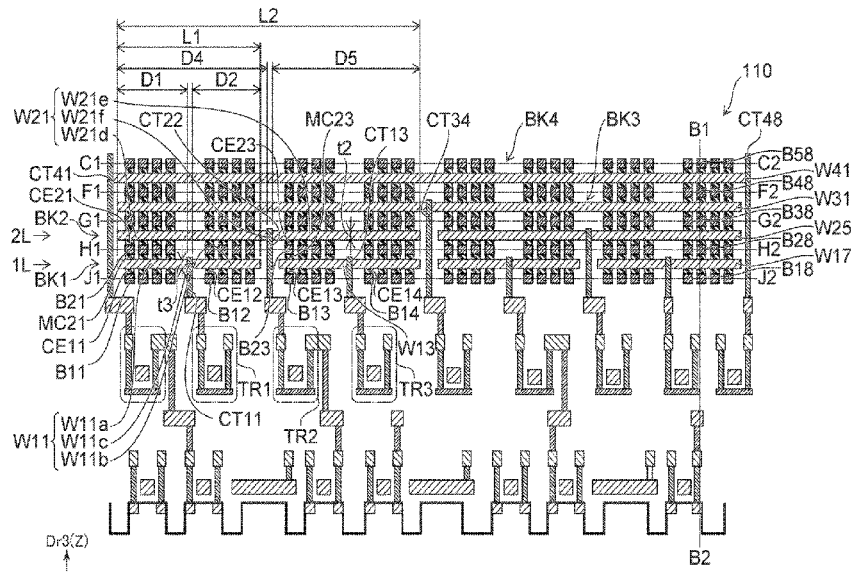 L2
L1
D4
D5
D1
D2
110
W21
W21e
W21f
W21d
CT22
CE23
MC23
t2
CT13
CT34
BK4
BK3
B1
CT48
C1
C2
B58
CT41
W41
CE21
F1
F2
B48
W31
BK2
G1
G2
B38
W25
2L
H1
H2
B28
1L
W17
BK1
J1
J2
B18
B21
t3
CE12
CE13
CE14
MC21
B12
B13
B14
CE11
B23
W13
B11
TR1
TR3
W11
W11a
W11c
W11b
CT11
TR2
Dr3(Z)
B2